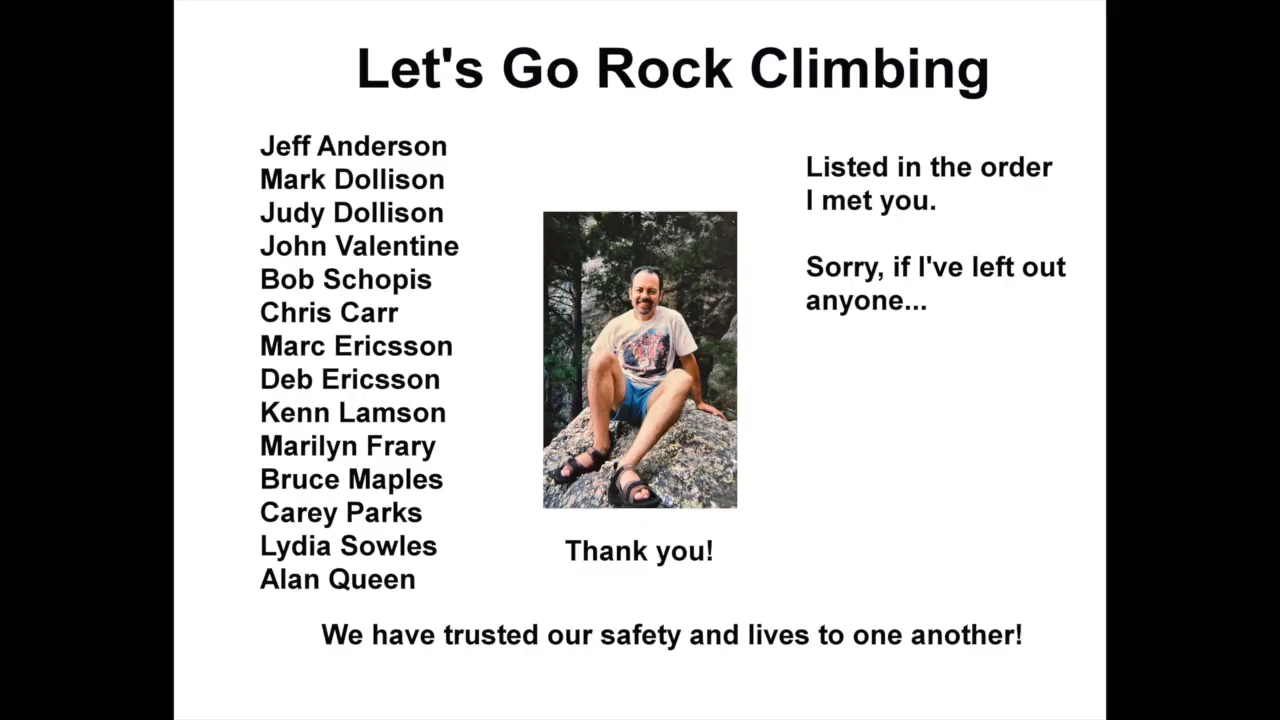 Let's Go Rock Climbing
Jeff Anderson
Mark Dollison
Judy Dollison
John Valentine
Bob Schopis
Chris Carr
Marc Ericsson
Deb Ericsson
Kenn Lamson
Marilyn Frary
Bruce Maples
Carey Parks
Lydia Sowles
Alan Queen
Listed in the order
I met you.
Sorry, if I've left out
anyone...
Thank you!
We have trusted our safety and lives to one another!